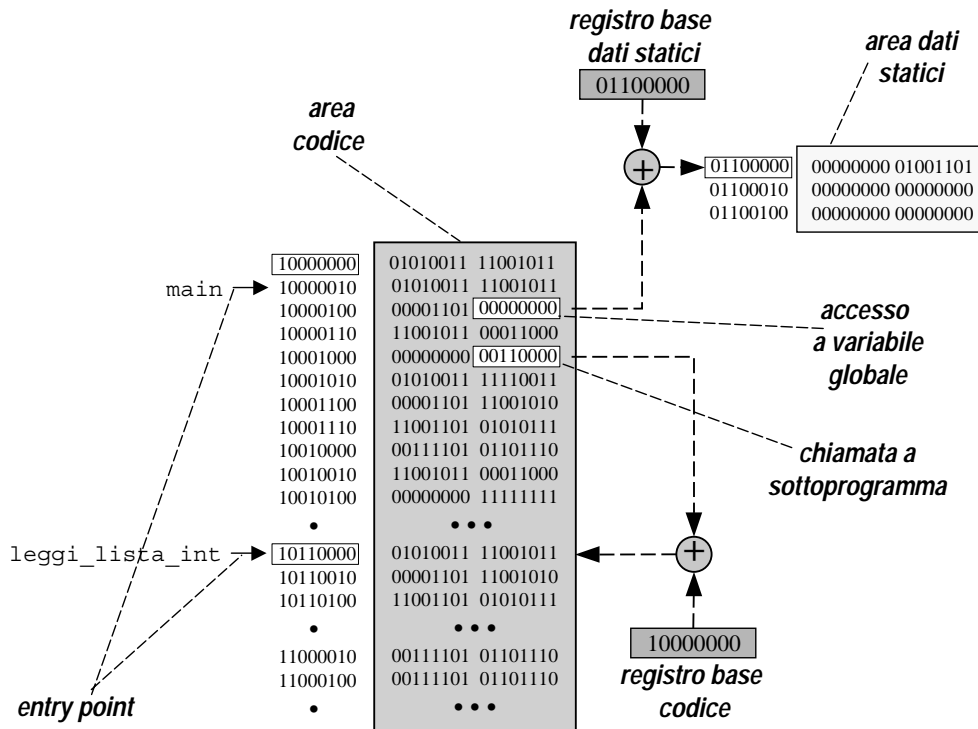 registro base
dati statici
01100000
area dati
statici
area
codice
+
01100000 00000000 01001101
01100010 00000000 00000000
01100100 00000000 00000000
10000000 01010011 11001011
main 10000010 01010011 11001011
10000100 00001101 00000000
10000110 11001011 00011000
10001000 00000000 00110000
10001010 01010011 11110011
10001100 00001101 11001010
10001110 11001101 01010111
10010000 00111101 01101110
10010010 11001011 00011000
10010100 00000000 11111111
• •••
accesso
a variabile
globale
chiamata a
sottoprogramma
leggi_lista_int 10110000 01010011 11001011
+
10110010 00001101 11001010
10110100 11001101 01010111
• •••
11000010 00111101 01101110
11000100 00111101 01101110
• •••
10000000
registro base
codice
entry point